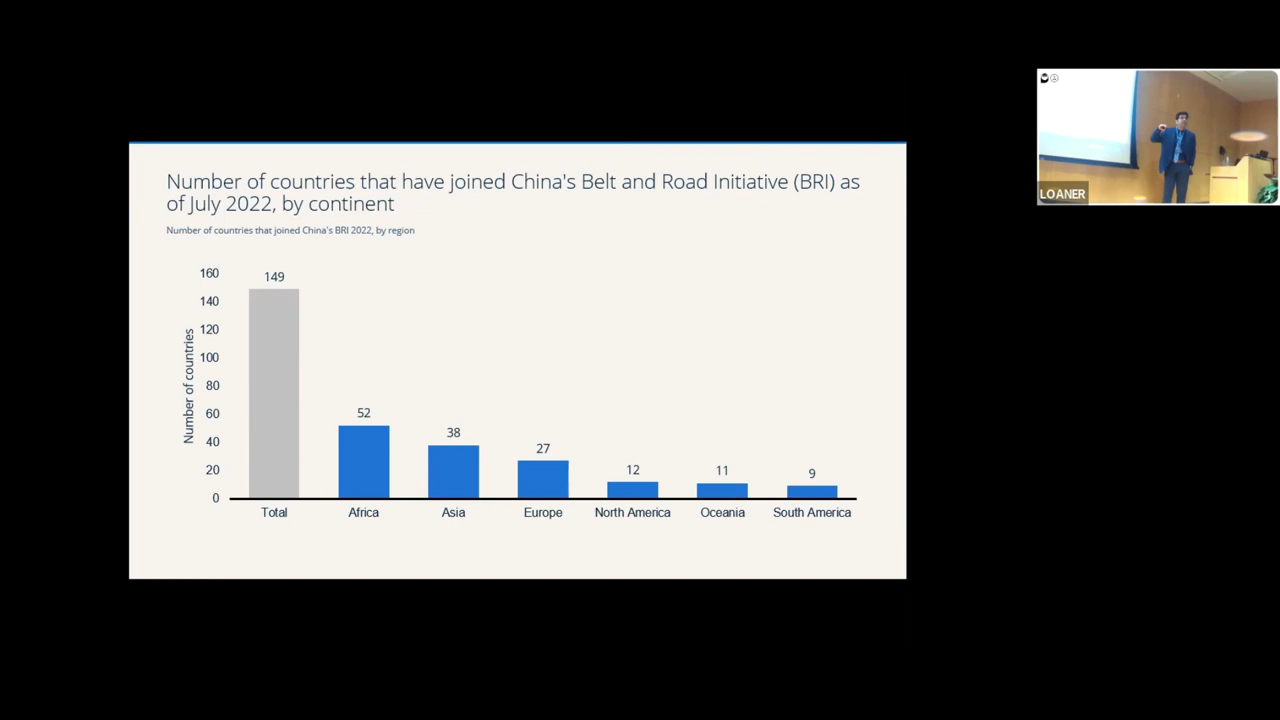 Number of countries that have joined China's Belt and Road Initiative (BRI) as
of July 2022, by continent
Number of countries that joined China's BRI 2022, by region
Number of countries
160
140
120
100
80
60
40
20
0
149
52
38
27
12
11
9
Total
Africa
Asia
Europe
North America
Oceania
South America
LOANER